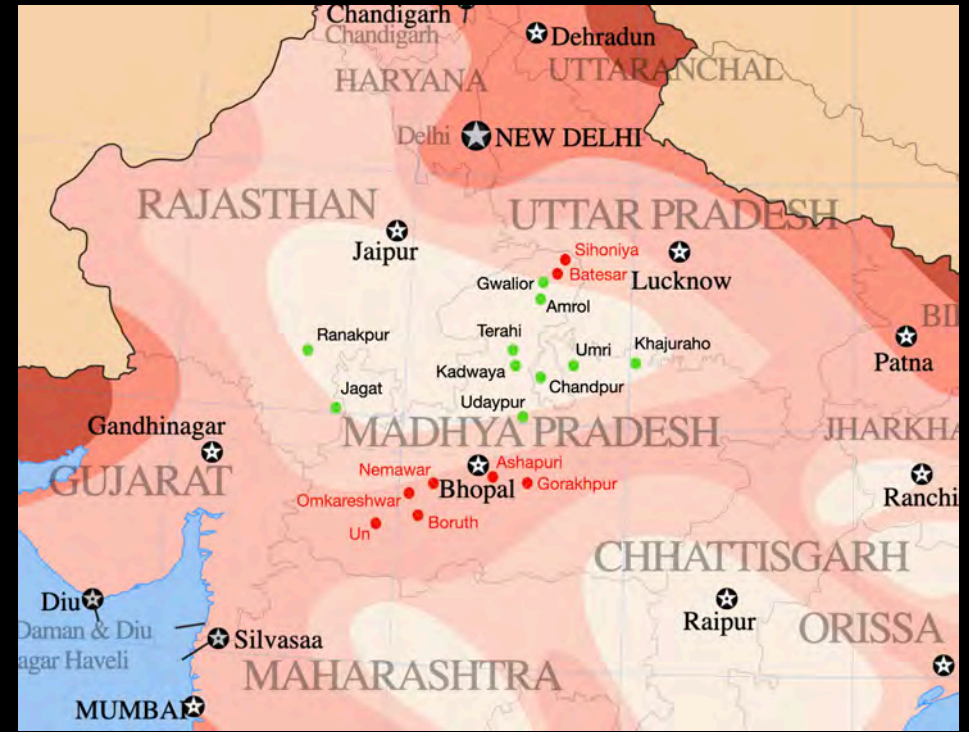 Chandigarh
Chandigarh
Dehradun
HARYANA
UTTARANCHAL
Delhi
NEW DELHI
RAJASTHAN
UTTAR PRADESH
Jaipur
Sihoniya
Batesar
Lucknow
Gwalior
Amrol
BI
Ranakpur
Terahi
Umri
Khajuraho
Patna
Kadwaya
Chandpur
Jagat
Udaypur
Gandhinagar
MADHYA PRADESH
JHARKHA
Nemawar
Ashapuri
GUJARAT
Bhopal
Gorakhpur
Omkareshwar
Ranchi
Un
Boruth
CHHATTISGARH
Diu
Raipur
Daman & Diu
ORISSA
Silvasaa
agar Haveli
MAHARASHTRA
MUMBAI